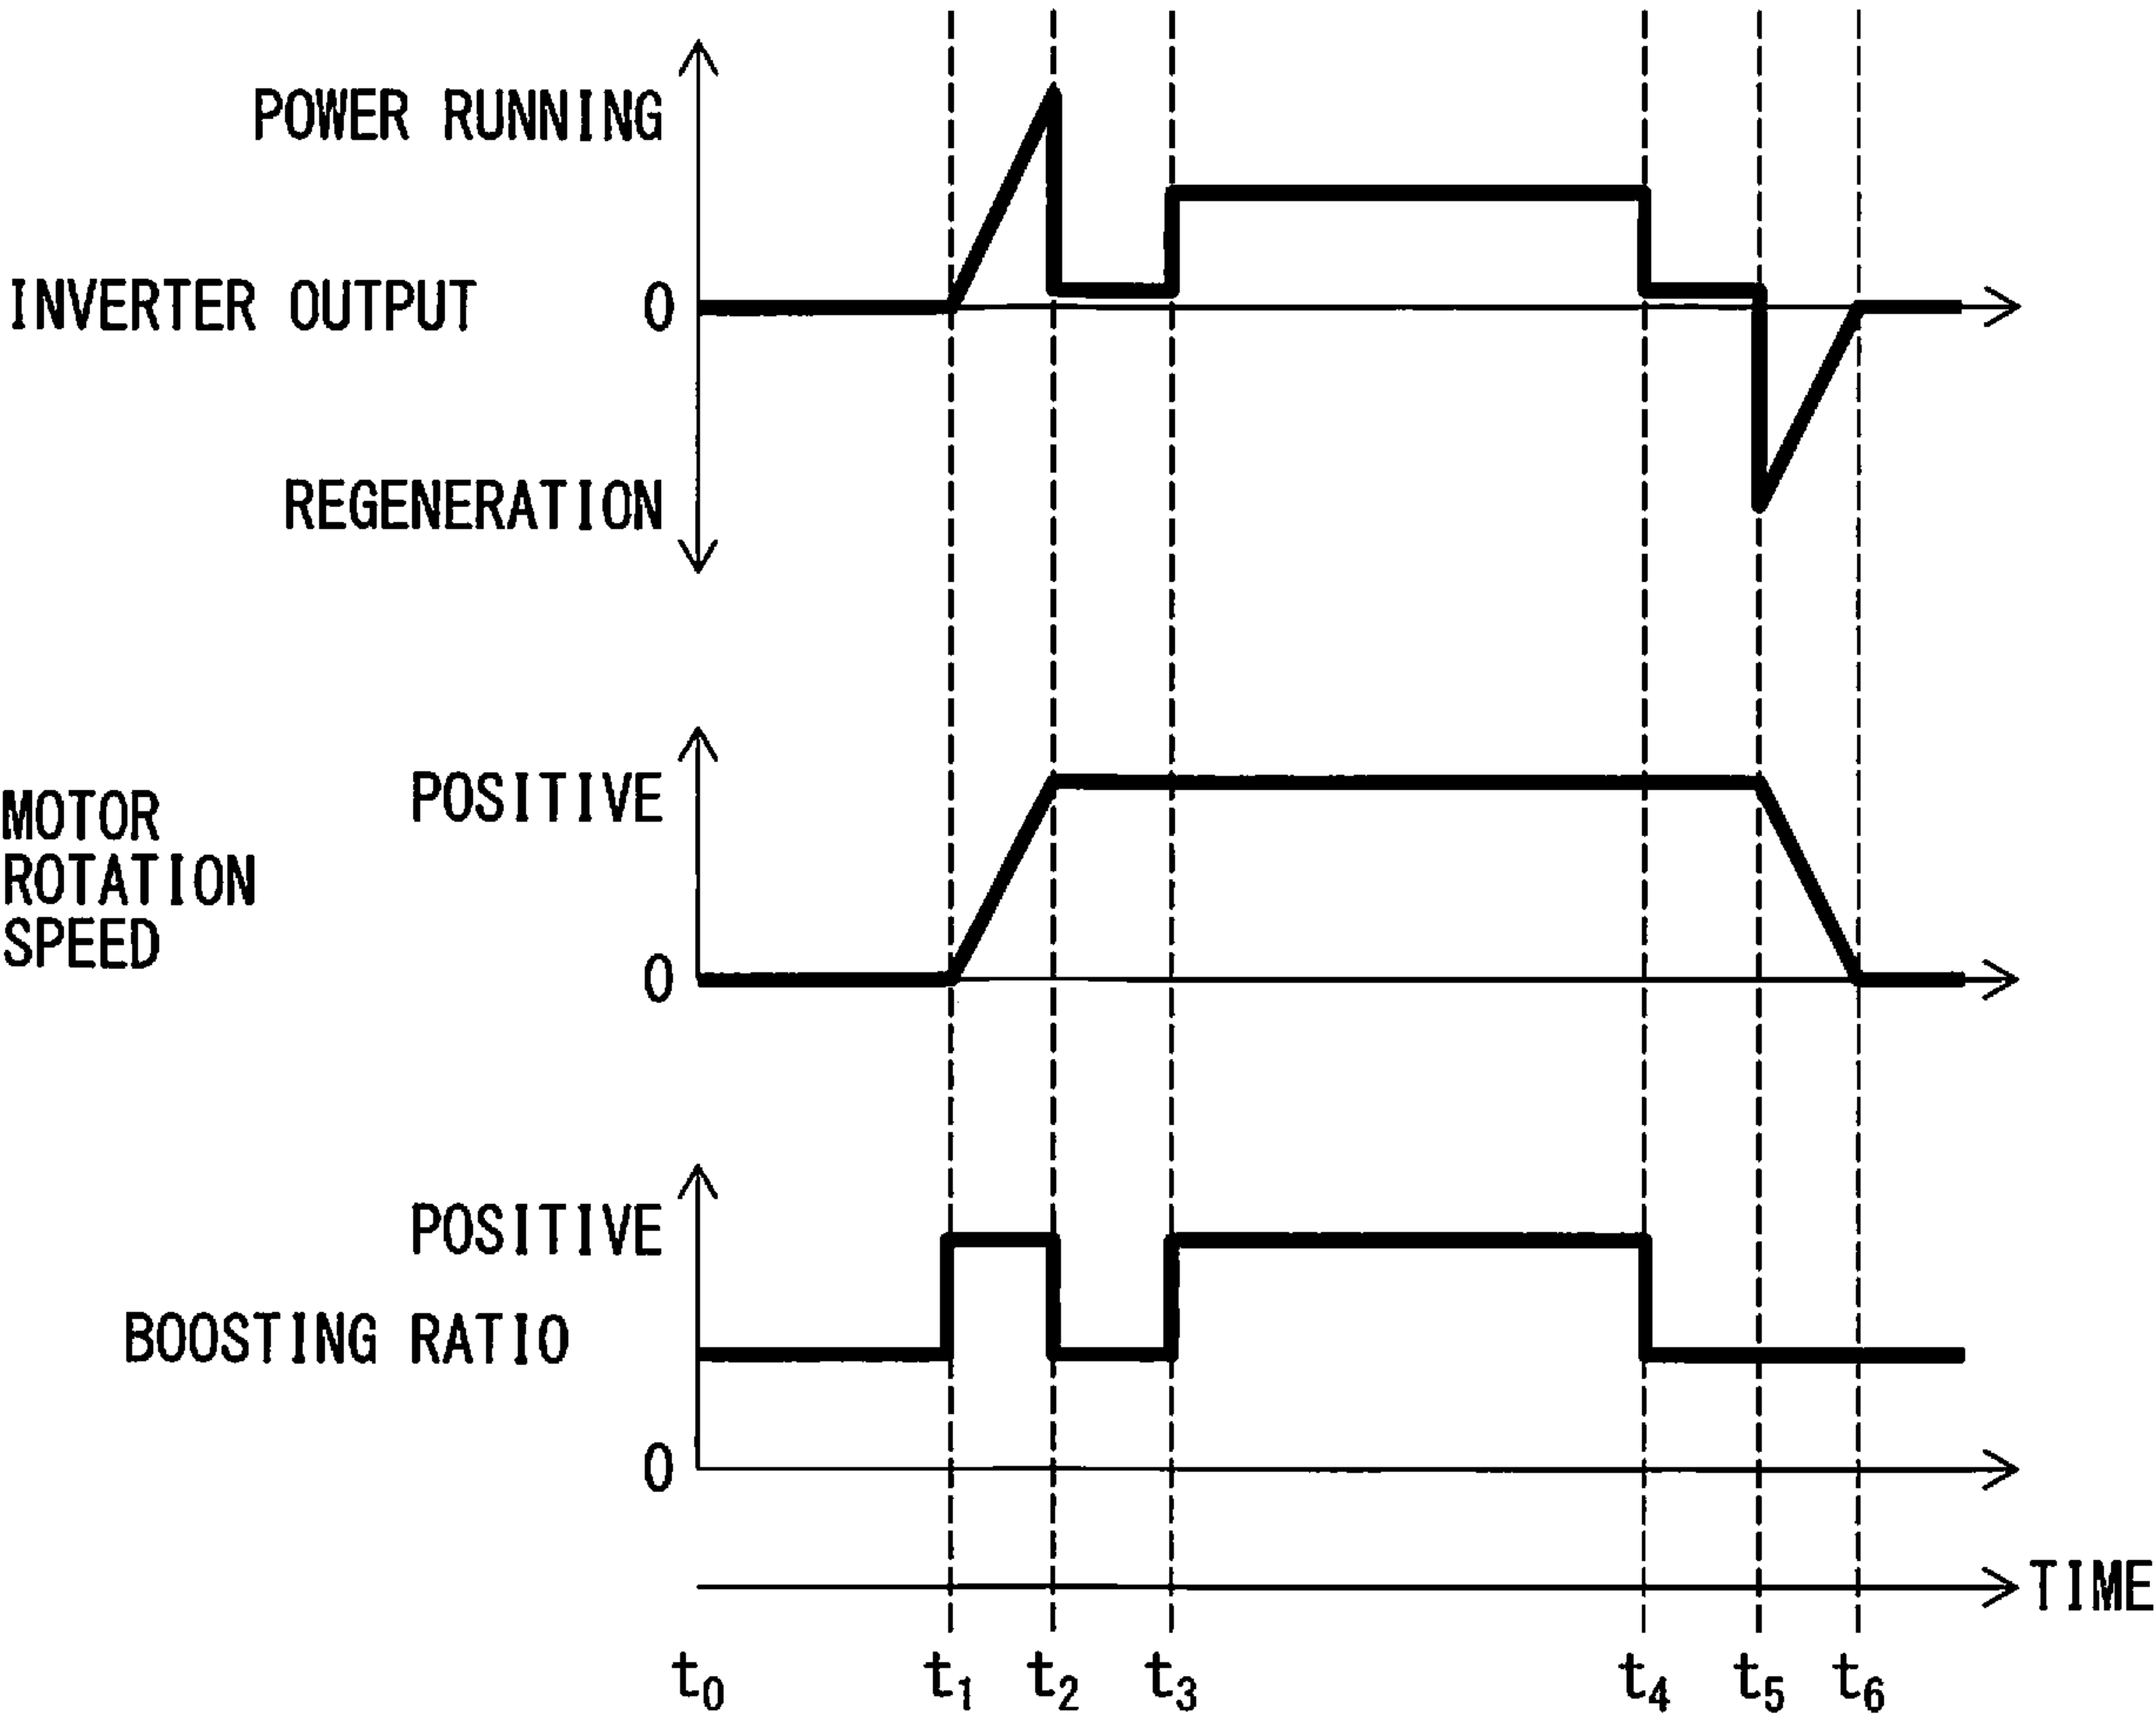 POWER RUNNING
INVERTER OUTPUT 0
REGENERATION
POSITIVE
MOTOR
ROTATION
SPEED
0
POSITIVE
BOOSTING RATIO
0
TIME
t0 t1 t2 t3 t4 t5 t6